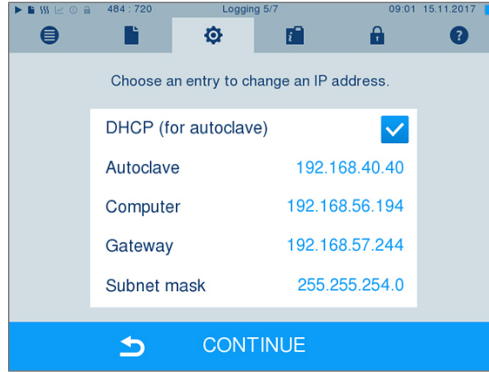 484 : 720 Logging 5/7 09:01 15.11.2017
Choose an entry to change an IP address.
DHCP (for autoclave)
Autoclave 192.168.40.40
Computer 192.168.56.194
Gateway 192.168.57.244
Subnet mask 255.255.254.0
CONTINUE